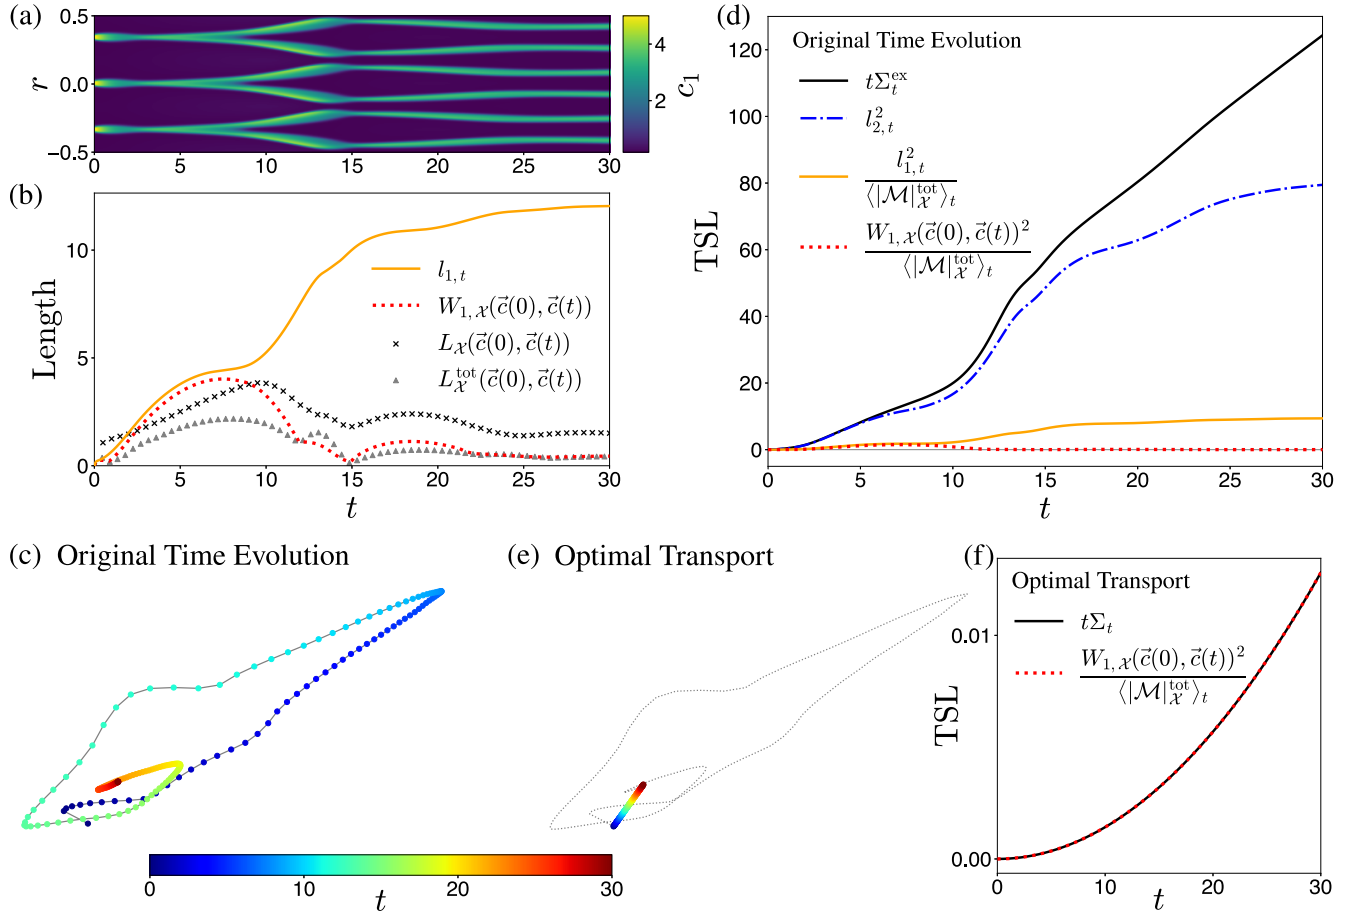 (a)
0.5
0.0
−0.5
r
0 5 10 15 20 25 30
4
2
c₁
(b)
10
5
0
Length
l₁,ₜ
W₁,𝒳(c⃗(0), c⃗(t))
L𝒳(c⃗(0), c⃗(t))
L𝒳ᵗᵒᵗ(c⃗(0), c⃗(t))
0 5 10 15 20 25 30
t
(d)
120
100
80
60
40
20
0
TSL
Original Time Evolution
tΣₜᵉˣ
l²₂,ₜ
l²₁,ₜ
⟨|ℳ|𝒳ᵗᵒᵗ⟩ₜ
W₁,𝒳(c⃗(0), c⃗(t))²
⟨|ℳ|𝒳ᵗᵒᵗ⟩ₜ
0 5 10 15 20 25 30
t
(c) Original Time Evolution
(e) Optimal Transport
0 10 20 30
t
(f)
0.01
0.00
TSL
Optimal Transport
tΣₜ
W₁,𝒳(c⃗(0), c⃗(t))²
⟨|ℳ|𝒳ᵗᵒᵗ⟩ₜ
0 10 20 30
t